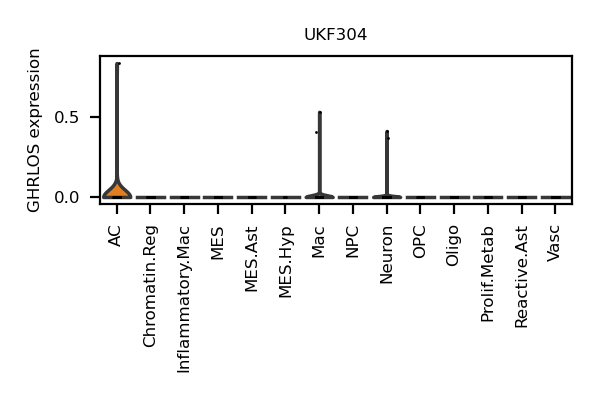 UKF304
GHRLOS expression
0.5
0.0
AC
Chromatin.Reg
Inflammatory.Mac
MES
MES.Ast
MES.Hyp
Mac
NPC
Neuron
OPC
Oligo
Prolif.Metab
Reactive.Ast
Vasc